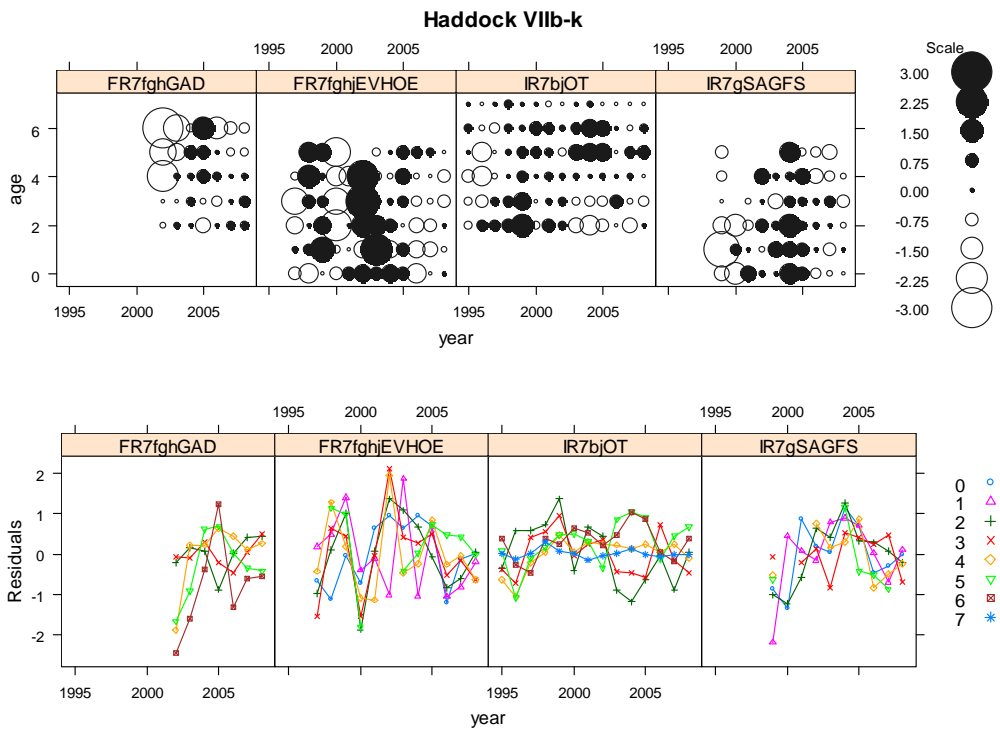 Haddock VIIb-k
1995 2000 2005 1995 2000 2005
FR7fghGAD FR7fghjEVHOE IR7bjOT IR7gSAGFS
age
6
4
2
0
1995 2000 2005 1995 2000 2005
year
Scale
3.00
2.25
1.50
0.75
0.00
-0.75
-1.50
-2.25
-3.00
1995 2000 2005 1995 2000 2005
FR7fghGAD FR7fghjEVHOE IR7bjOT IR7gSAGFS
Residuals
2
1
0
-1
-2
1995 2000 2005 1995 2000 2005
year
0
1
2
3
4
5
6
7